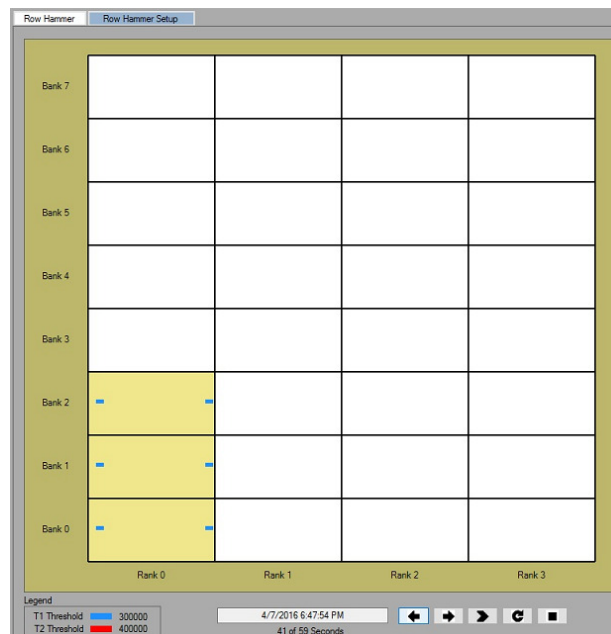 Row Hammer Row Hammer Setup
Bank 7
Bank 6
Bank 5
Bank 4
Bank 3
Bank 2
Bank 1
Bank 0
Rank 0 Rank 1 Rank 2 Rank 3
Legend
T1 Threshold 300000
T2 Threshold 400000
4/7/2016 6:47:54 PM
41 of 59 Seconds